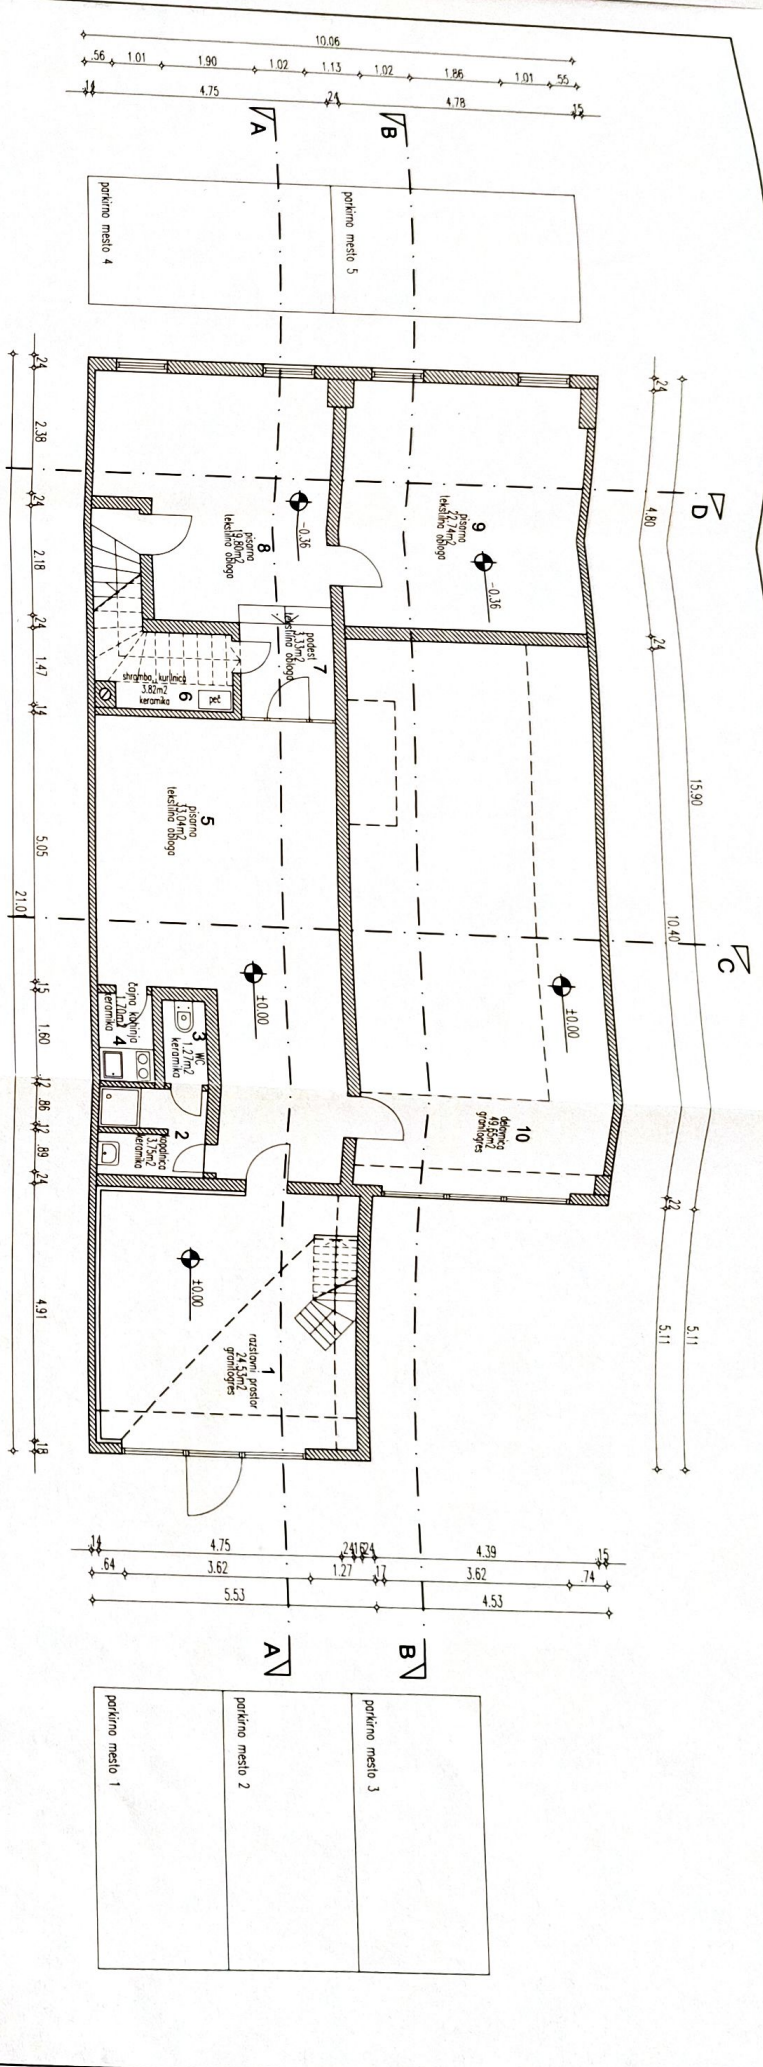 10.06
.56
1.01
1.90
1.02
1.13
1.02
1.86
1.01
.55
14
4.75
24
4.78
15
A
B
parkirno mesto 4
parkirno mesto 5
24
2.38
24
2.18
24
1.47
14
5.05
15
1.60
12
.86
12
.89
24
4.91
18
21.01
24
4.80
24
10.40
22
5.11
15.90
5.11
D
C
9
pisarna
22.74m2
tekstilna obloga
-0.36
8
pisarna
19.80m2
tekstilna obloga
-0.36
7
podest
3.33m2
tekstilna obloga
6
shramba, kurilnica
3.82m2
keramika
peč
5
pisarna
33.04m2
tekstilna obloga
±0.00
±0.00
4
čajna kuhinja
1.70m2
keramika
3
WC
1.27m2
keramika
2
kopalnica
3.75m2
keramika
10
delavnica
49.65m2
granitogres
1
razstavni prostor
24.53m2
granitogres
±0.00
14
4.75
24
16
24
4.39
15
.64
3.62
1.27
17
3.62
.74
5.53
4.53
A
B
parkirno mesto 1
parkirno mesto 2
parkirno mesto 3